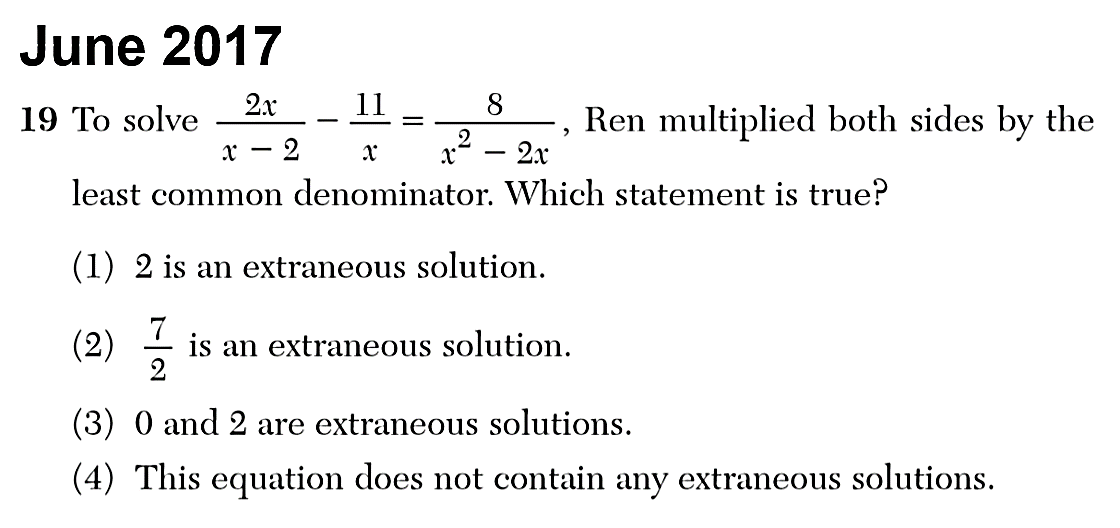 June 2017
19 To solve 2x/(x − 2) − 11/x = 8/(x² − 2x), Ren multiplied both sides by the
least common denominator. Which statement is true?
(1) 2 is an extraneous solution.
(2) 7/2 is an extraneous solution.
(3) 0 and 2 are extraneous solutions.
(4) This equation does not contain any extraneous solutions.